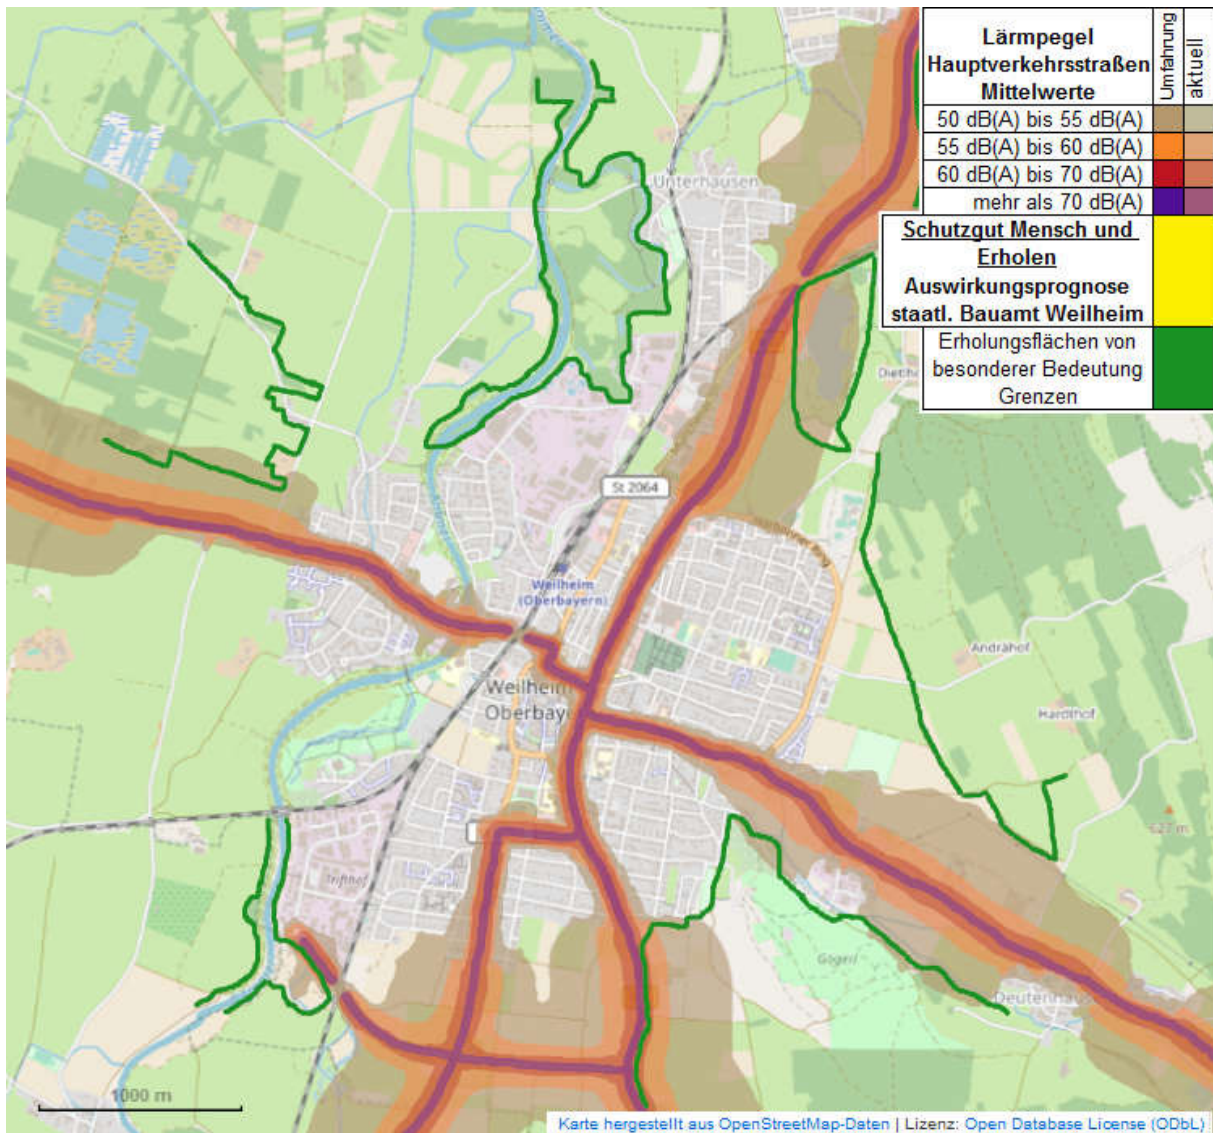 Lärmpegel
Hauptverkehrsstraßen
Mittelwerte
Umfahrung
aktuell
50 dB(A) bis 55 dB(A)
55 dB(A) bis 60 dB(A)
60 dB(A) bis 70 dB(A)
mehr als 70 dB(A)
Schutzgut Mensch und
Erholen
Auswirkungsprognose
staatl. Bauamt Weilheim
Erholungsflächen von
besonderer Bedeutung
Grenzen
Unterhausen
St 2064
Weilheim
(Oberbayern)
Andrähof
Weilheim
Hardthof
627 m
Trifthof
Gögerl
1000 m
Karte hergestellt aus OpenStreetMap-Daten | Lizenz: Open Database License (ODbL)